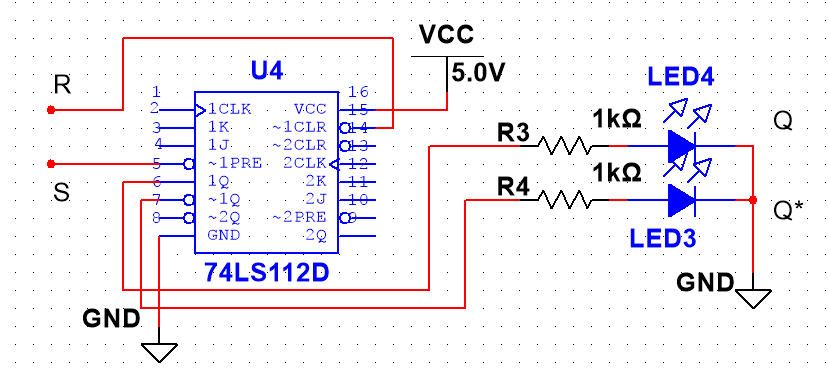 VCC
5.0V
U4
LED4
R
1
16
2
1CLK
VCC
15
3
1K
~1CLR
14
4
1J
~2CLR
13
5
~1PRE
2CLK
12
6
1Q
2K
11
7
~1Q
2J
10
8
~2Q
~2PRE
9
GND
2Q
74LS112D
S
R3
1kΩ
Q
R4
1kΩ
Q*
LED3
GND
GND